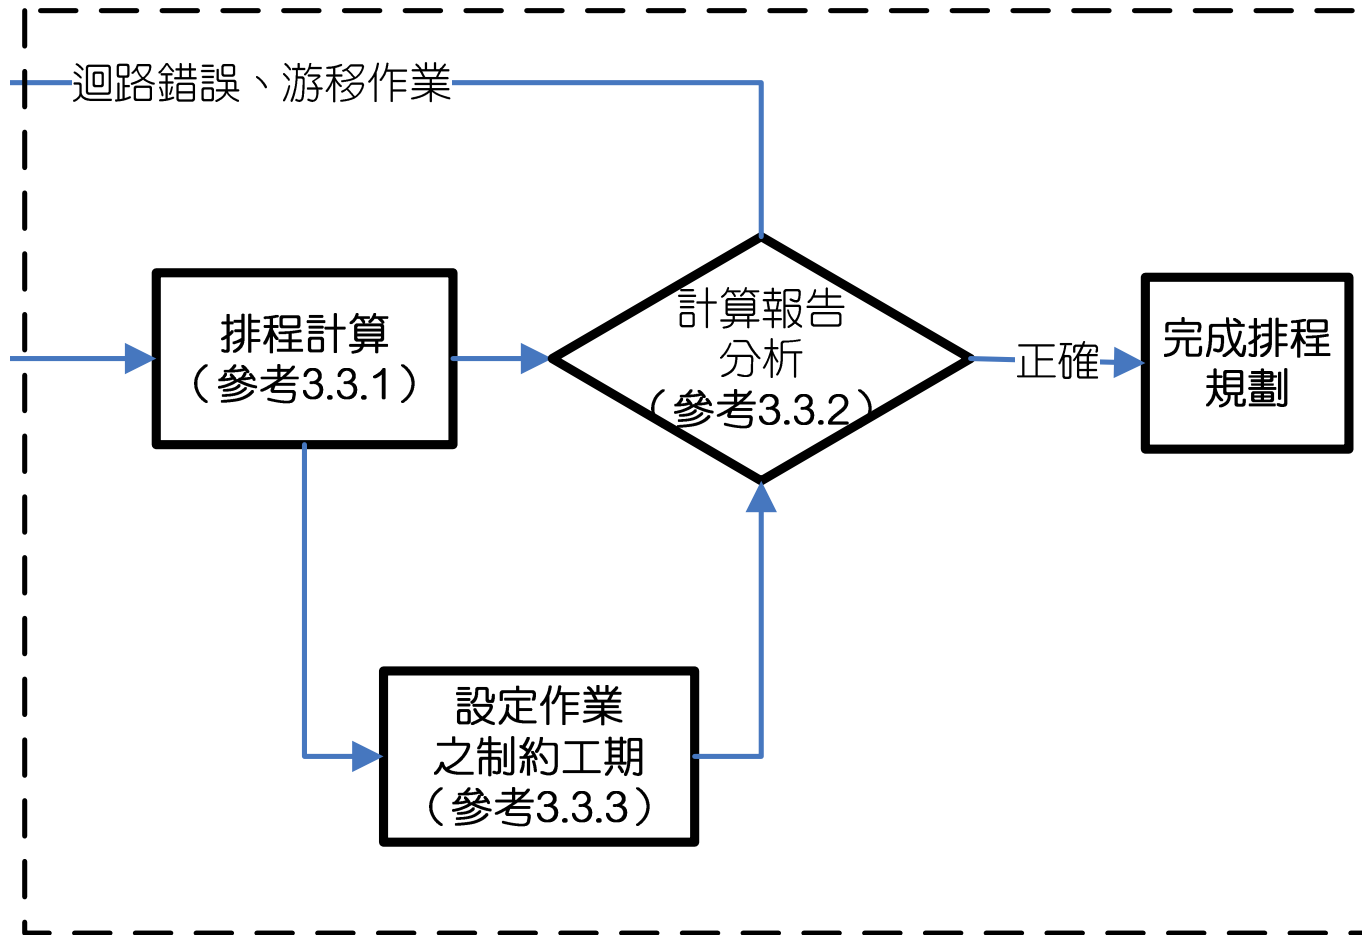 迴路錯誤、游移作業
排程計算
（參考3.3.1）
計算報告
分析
（參考3.3.2）
正確
完成排程
規劃
設定作業
之制約工期
（參考3.3.3）